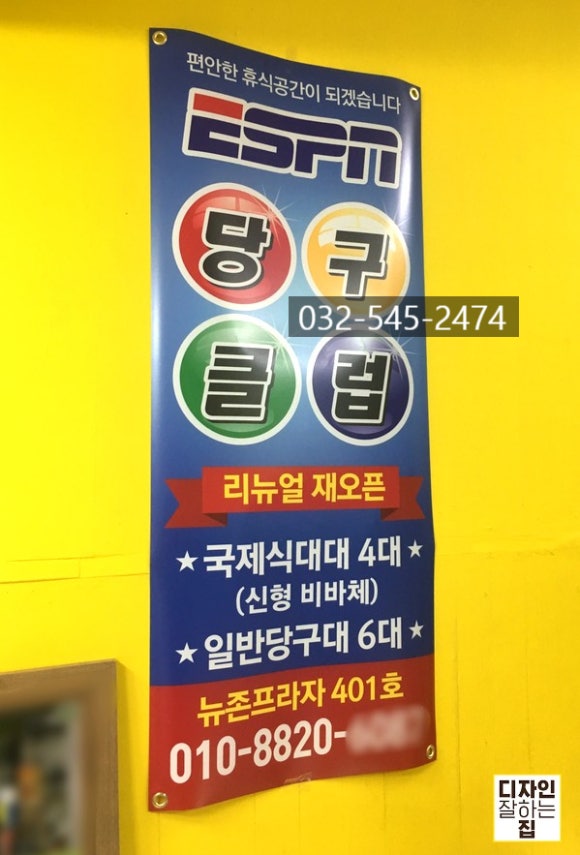 편안한 휴식공간이 되겠습니다
ESPN
당구
클럽
032-545-2474
리뉴얼 재오픈
★국제식대대 4대★
(신형 비바체)
★일반당구대 6대★
뉴존프라자 401호
010-8820-
디자인
잘하는
집